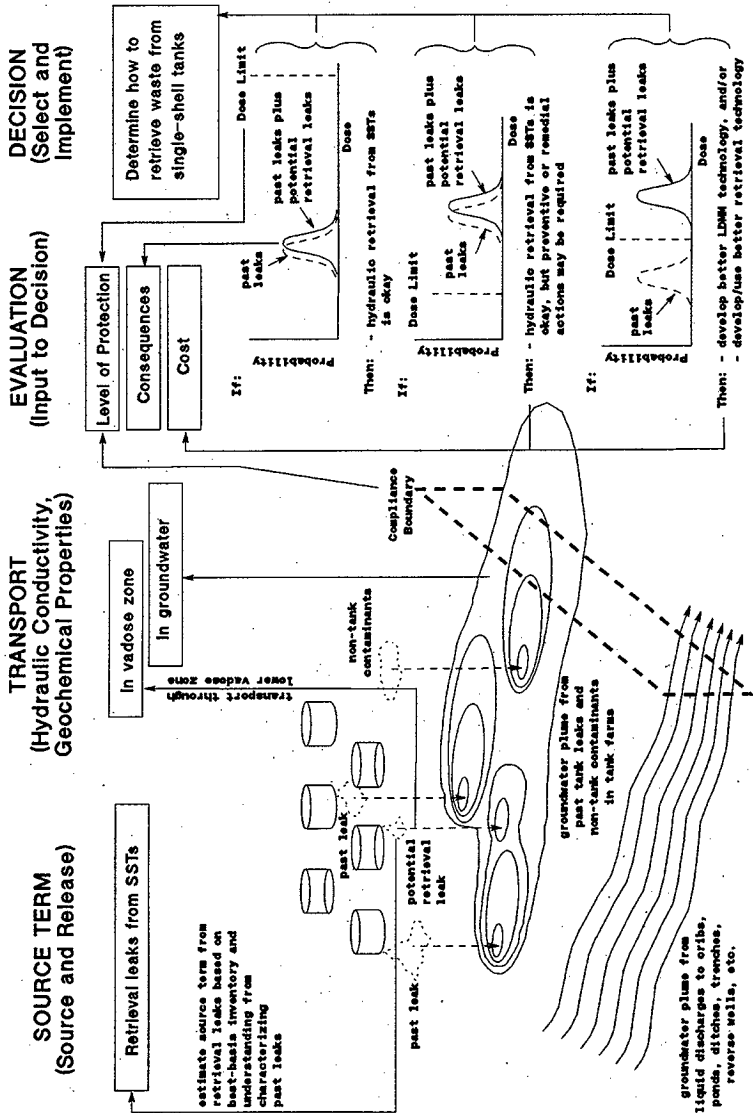 SOURCE TERM
(Source and Release)
Retrieval leaks from SSTs
estimate source term from
retrieval leaks based on
best-basis inventory and
understanding from
characterizing
past leaks
past leak
past leak
potential
retrieval
leak
groundwater plume from
liquid discharges to cribs,
ponds, ditches, trenches,
reverse wells, etc.
TRANSPORT
(Hydraulic Conductivity,
Geochemical Properties)
In vadose zone
In groundwater
transport through
lower vadose zone
non-tank
contaminants
groundwater plume from
past tank leaks and
non-tank contaminants
in tank farms
Compliance
Boundary
EVALUATION
(Input to Decision)
Level of Protection
Consequences
Cost
DECISION
(Select and
Implement)
Determine how to
retrieve waste from
single-shell tanks
If:
Probability
past
leaks
past leaks plus
potential
retrieval leaks
Dose Limit
Dose
Then: - hydraulic retrieval from SSTs
is okay
If:
Probability
Dose Limit
past
leaks
past leaks plus
potential
retrieval leaks
Dose
Then: - hydraulic retrieval from SSTs is
okay, but preventive or remedial
actions may be required
If:
Probability
past
leaks
Dose Limit
past leaks plus
potential
retrieval leaks
Dose
Then: - develop better LDMM technology, and/or
- develop/use better retrieval technology